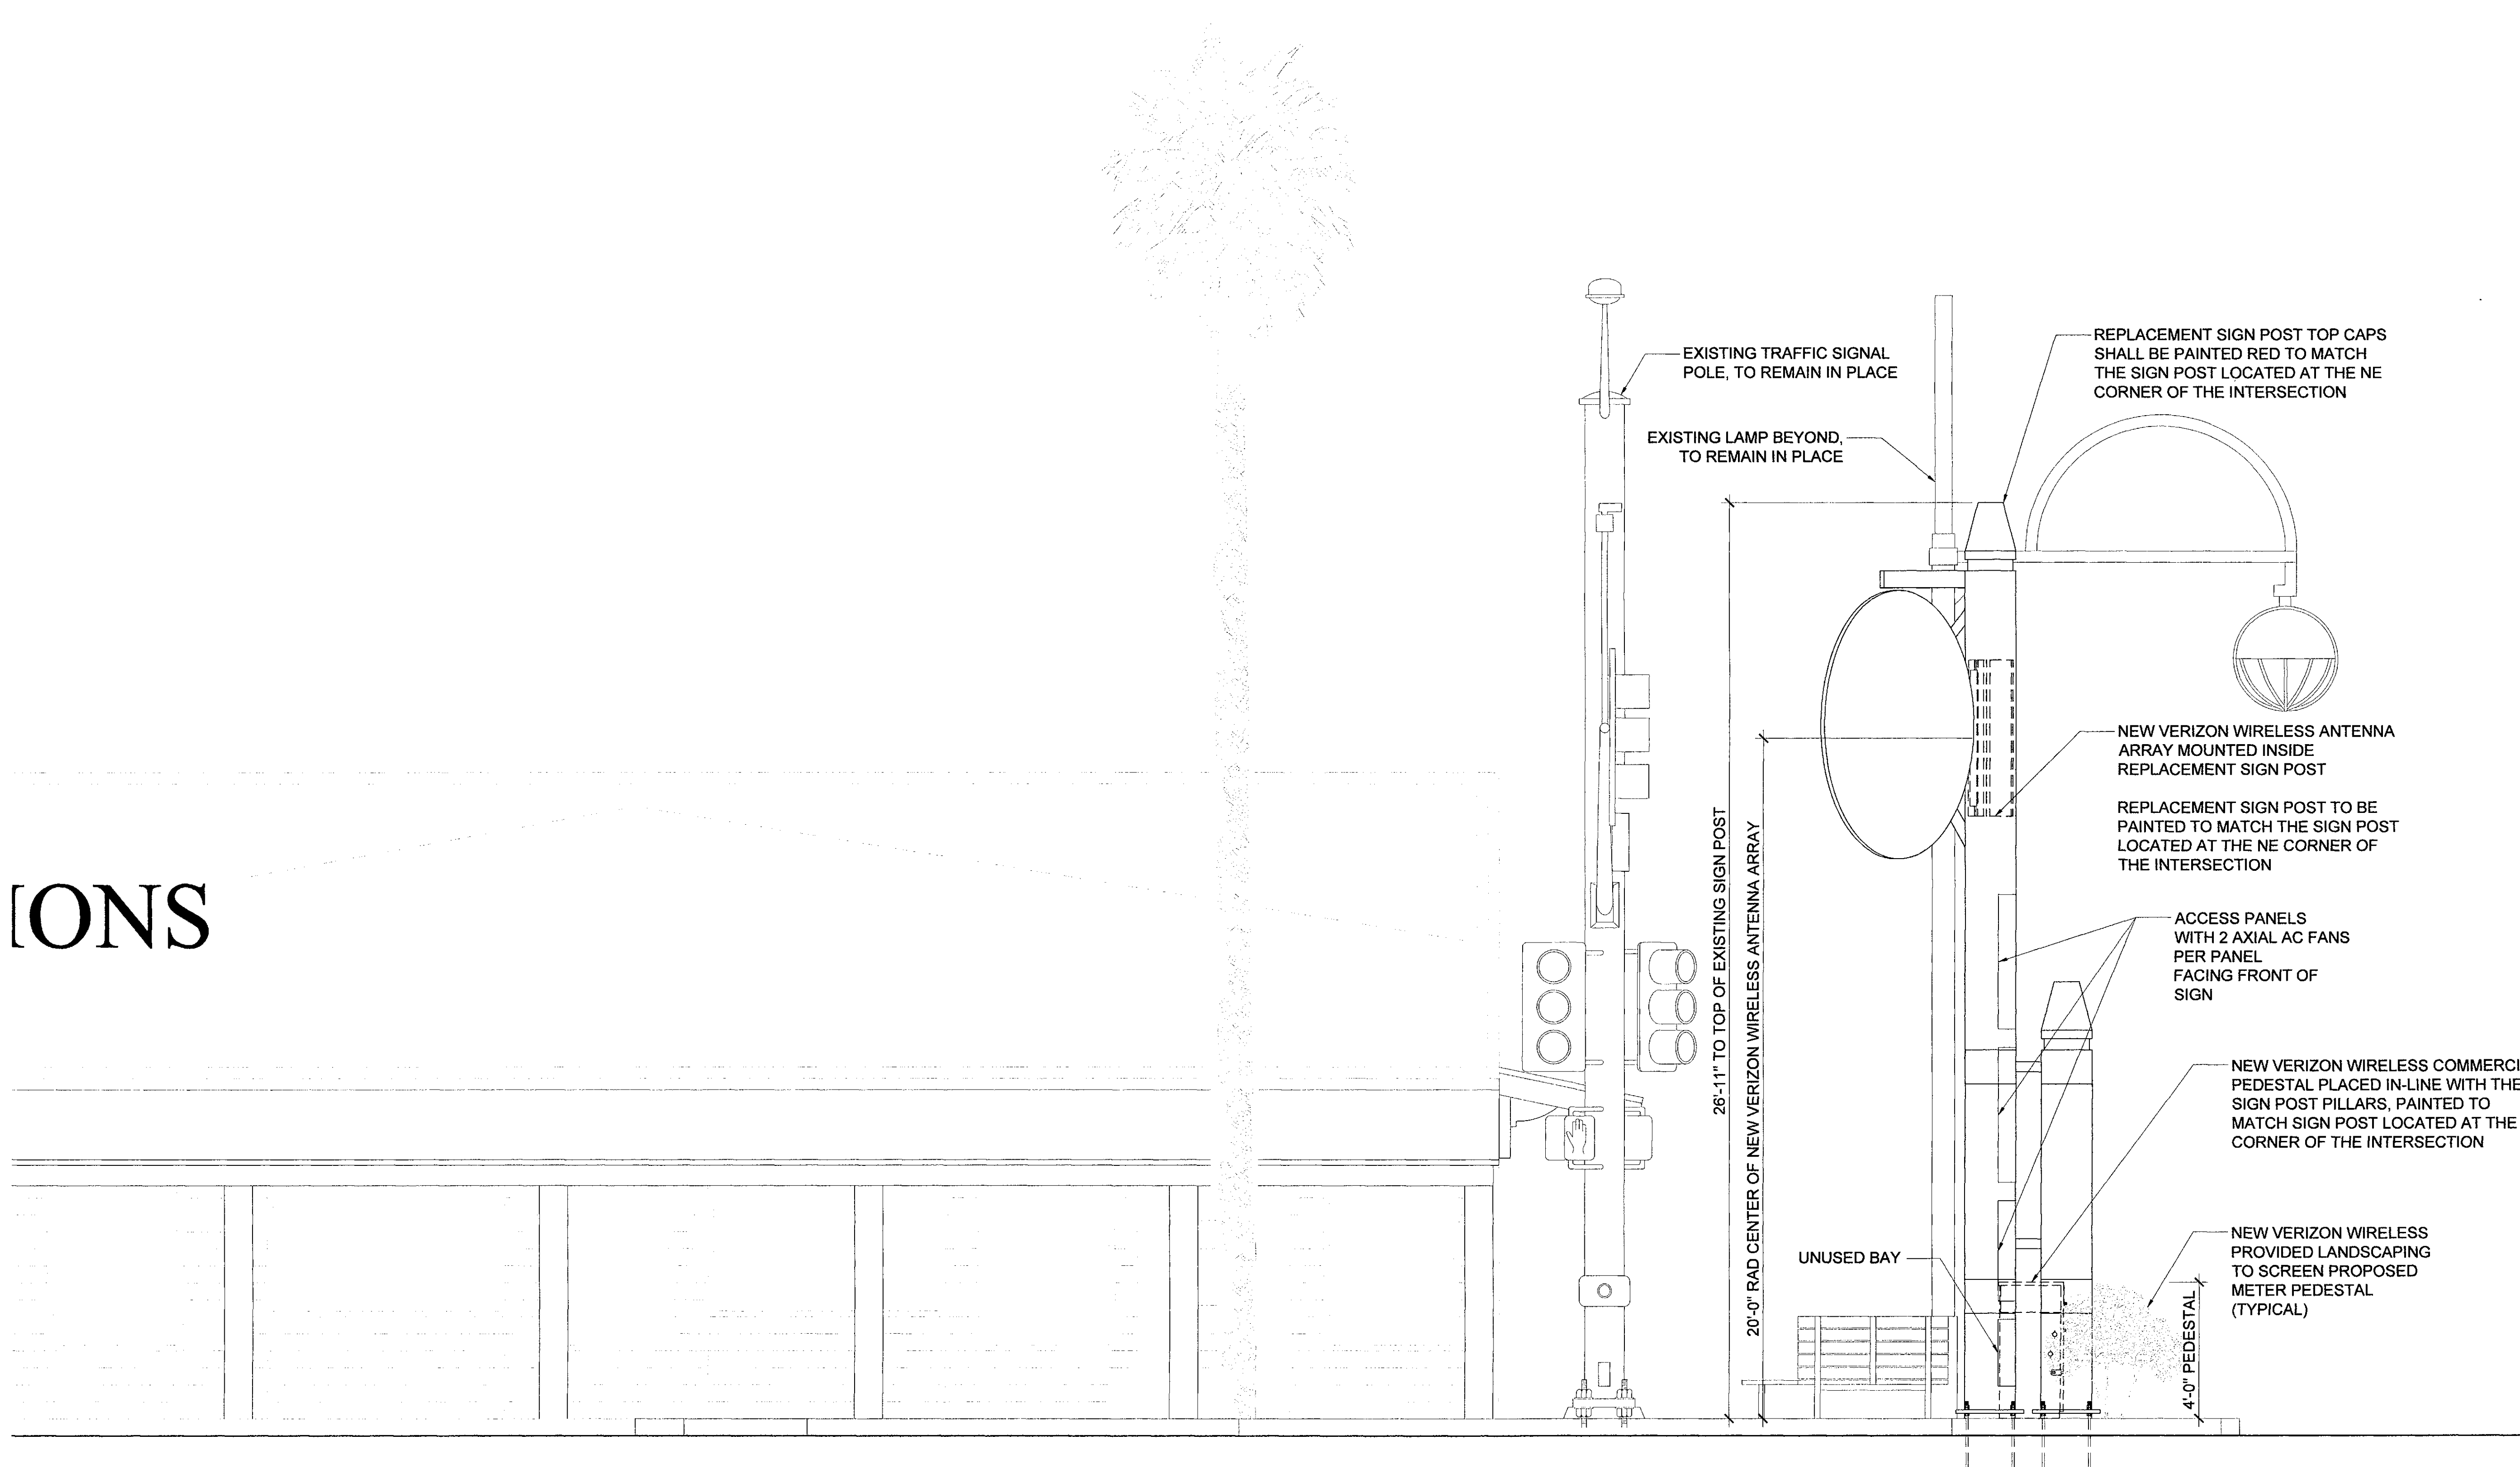 IONS
EXISTING TRAFFIC SIGNAL
POLE, TO REMAIN IN PLACE
EXISTING LAMP BEYOND,
TO REMAIN IN PLACE
REPLACEMENT SIGN POST TOP CAPS
SHALL BE PAINTED RED TO MATCH
THE SIGN POST LOCATED AT THE NE
CORNER OF THE INTERSECTION
NEW VERIZON WIRELESS ANTENNA
ARRAY MOUNTED INSIDE
REPLACEMENT SIGN POST
REPLACEMENT SIGN POST TO BE
PAINTED TO MATCH THE SIGN POST
LOCATED AT THE NE CORNER OF
THE INTERSECTION
ACCESS PANELS
WITH 2 AXIAL AC FANS
PER PANEL
FACING FRONT OF
SIGN
26'-11" TO TOP OF EXISTING SIGN POST
20'-0" RAD CENTER OF NEW VERIZON WIRELESS ANTENNA ARRAY
NEW VERIZON WIRELESS COMMERCI
PEDESTAL PLACED IN-LINE WITH THE
SIGN POST PILLARS, PAINTED TO
MATCH SIGN POST LOCATED AT THE
CORNER OF THE INTERSECTION
UNUSED BAY
NEW VERIZON WIRELESS
PROVIDED LANDSCAPING
TO SCREEN PROPOSED
METER PEDESTAL
(TYPICAL)
4'-0" PEDESTAL